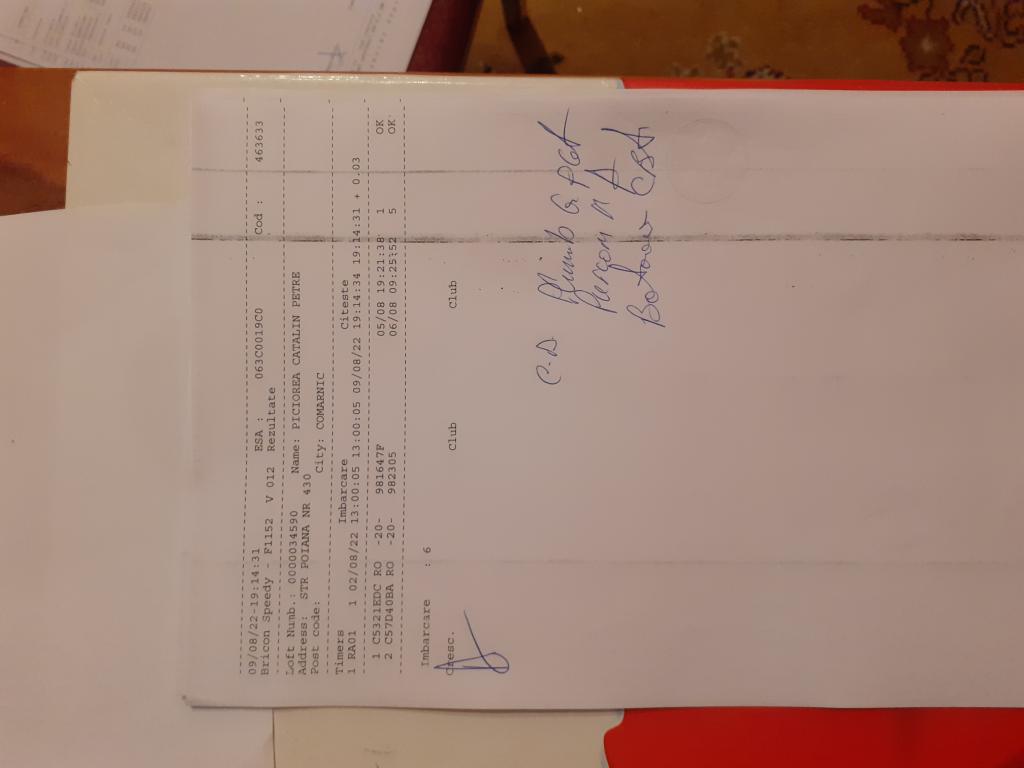 09/08/22-19:14:31 ESA : 063C0019C0 Cod : 463633
Bricon Speedy - F1152 V 012 Rezultate
Loft Numb.: 0000034590 Name: PICIOREA CATALIN PETRE
Address: STR POIANA NR 430
Post code: City: COMARNIC
Timers Imbarcare Citeste
1 RA01 1 02/08/22 13:00:05 13:00:05 09/08/22 19:14:34 19:14:31 + 0.03
1 C5321EDC RO -20- 981647F 05/08 19:21:38 1 OK
2 C57D40BA RO -20- 982305 06/08 09:25:52 5 OK
Imbarcare : 6
Cresc. Club Club
C.D